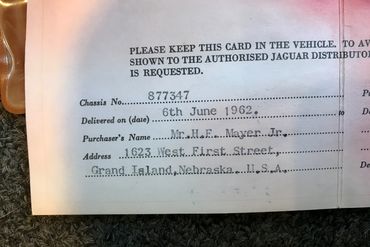 PLEASE KEEP THIS CARD IN THE VEHICLE. TO AV
SHOWN TO THE AUTHORISED JAGUAR DISTRIBUTO
IS REQUESTED.
Chassis No. 877347
Delivered on (date) 6th June 1962. to
Purchaser's Name Mr.H.F. Mayer Jr.
Address 1623 West First Street,
Grand Island, Nebraska. U.S.A.